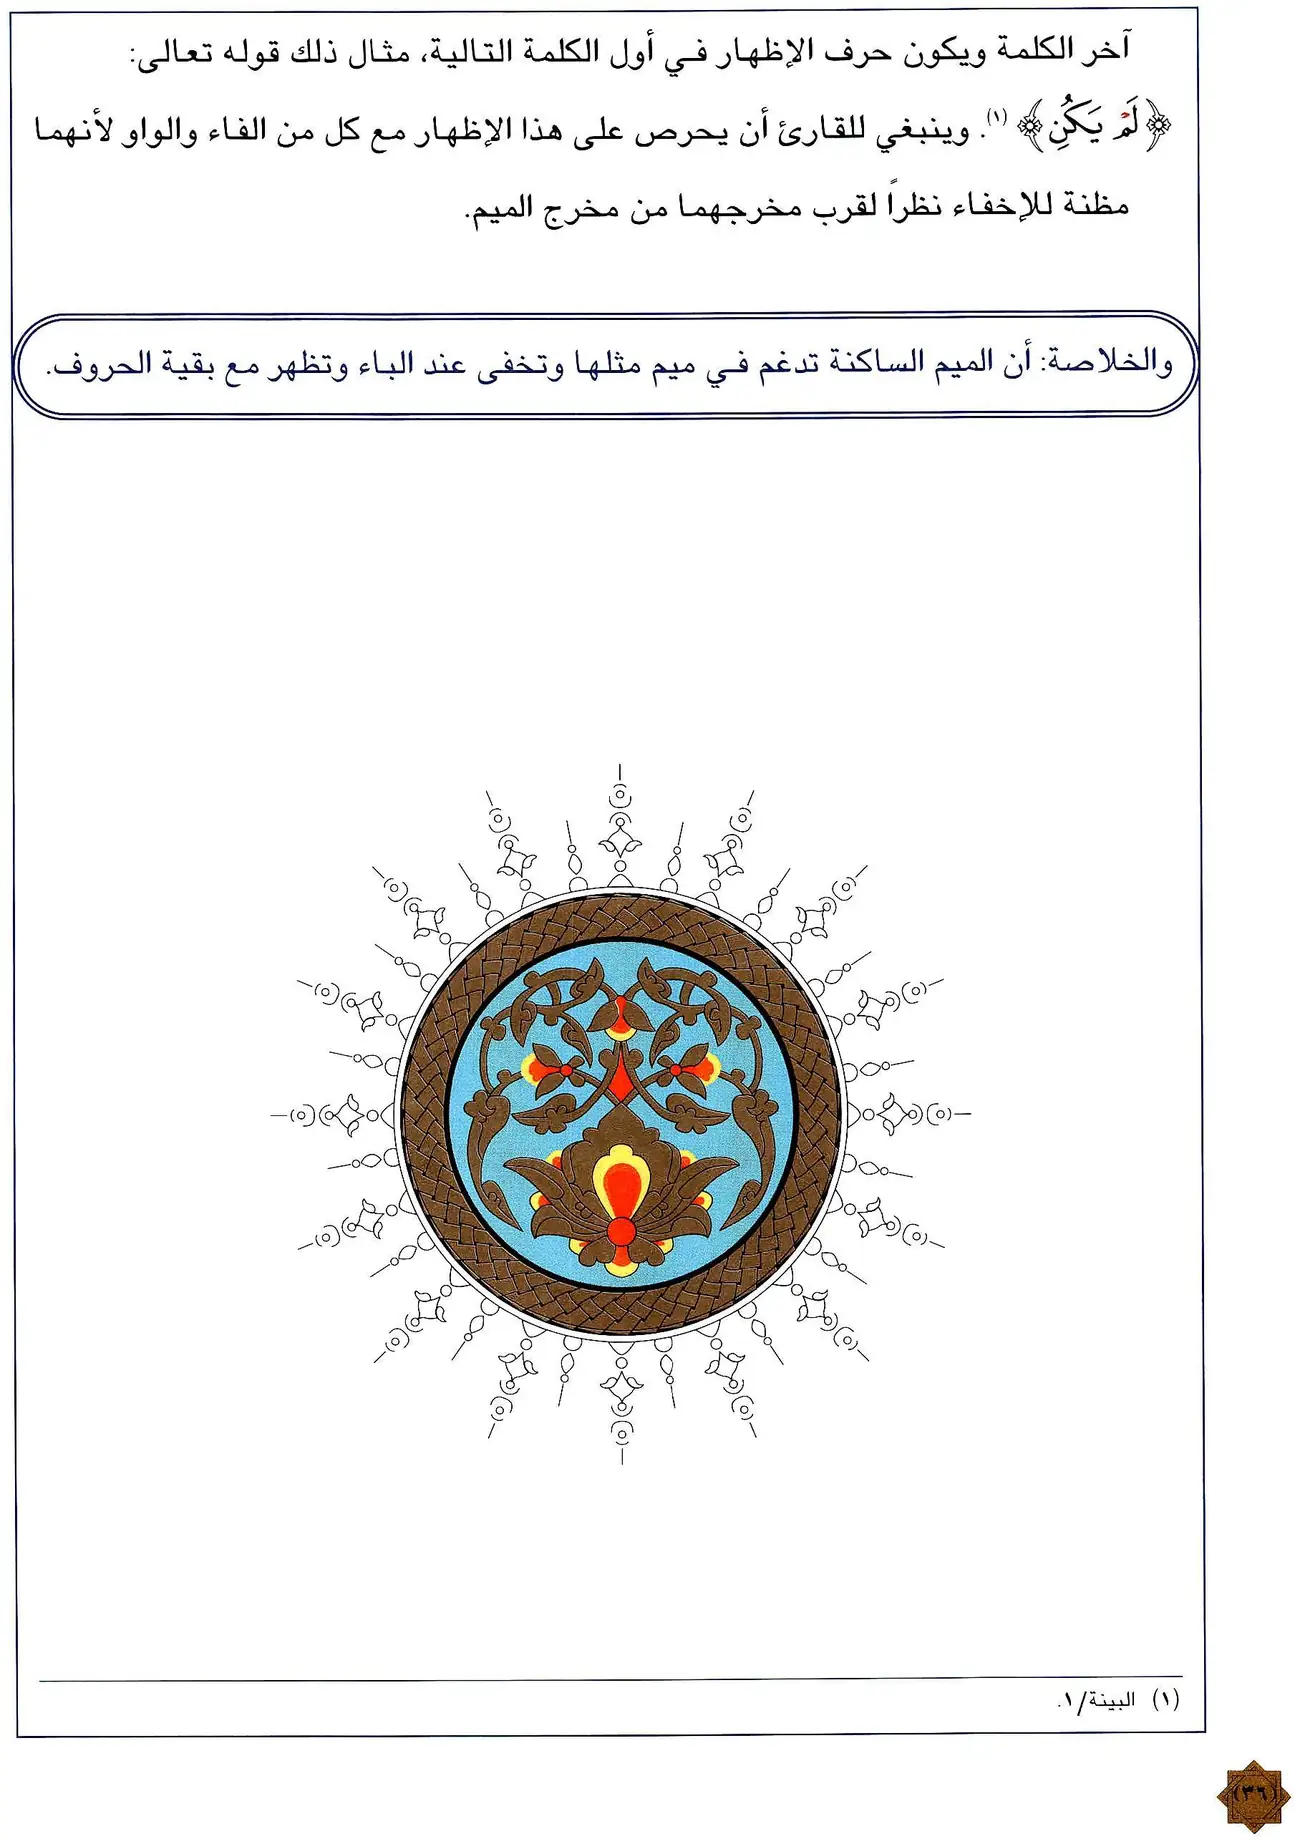 آخر الكلمة ويكون حرف الإظهار في أول الكلمة التالية، مثال ذلك قوله تعالى:
﴿لَمْ يَكُنِ﴾ (١). وينبغي للقارئ أن يحرص على هذا الإظهار مع كل من الفاء والواو لأنهما
مظنة للإخفاء نظراً لقرب مخرجهما من مخرج الميم.
والخلاصة: أن الميم الساكنة تدغم في ميم مثلها وتخفى عند الباء وتظهر مع بقية الحروف.
(١) البينة/١.
(٣٦)